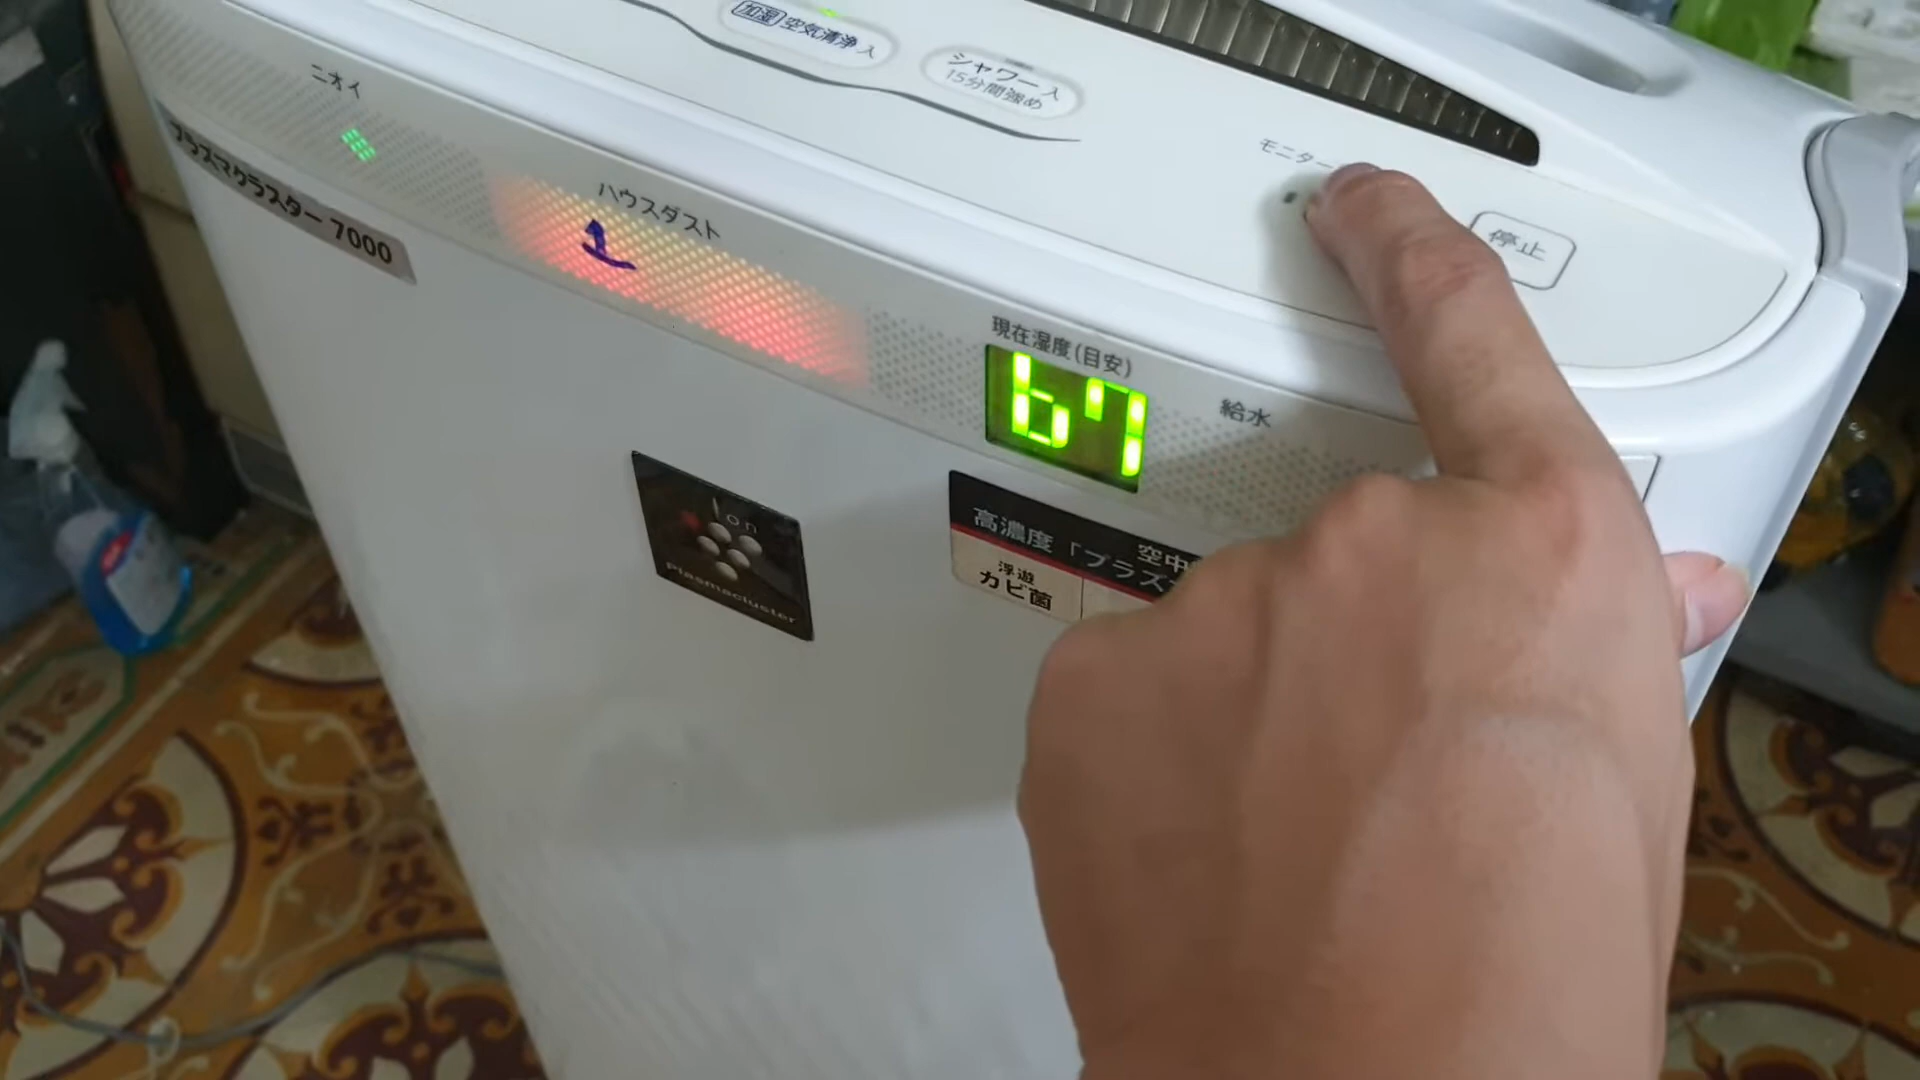 加湿 空気清浄 入
シャワー 入
15分間強め
モニター
停止
ニオイ
プラズマクラスター 7000
ハウスダスト
1
現在湿度(目安)
67
給水
Ion
Plasmacluster
空中
高濃度「プラズ
浮遊
カビ菌